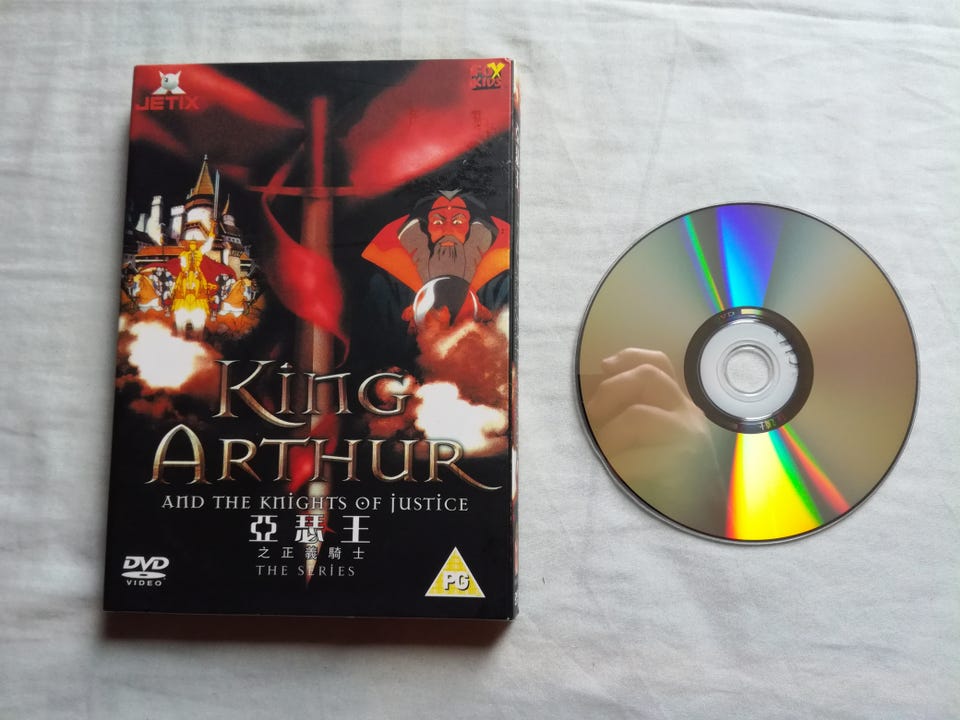 JETIX
FOX
KIDS
King
ARTHUR
AND THE KNIGHTS OF JUSTICE
亞瑟王
之正義騎士
THE SERIES
DVD
VIDEO
PG